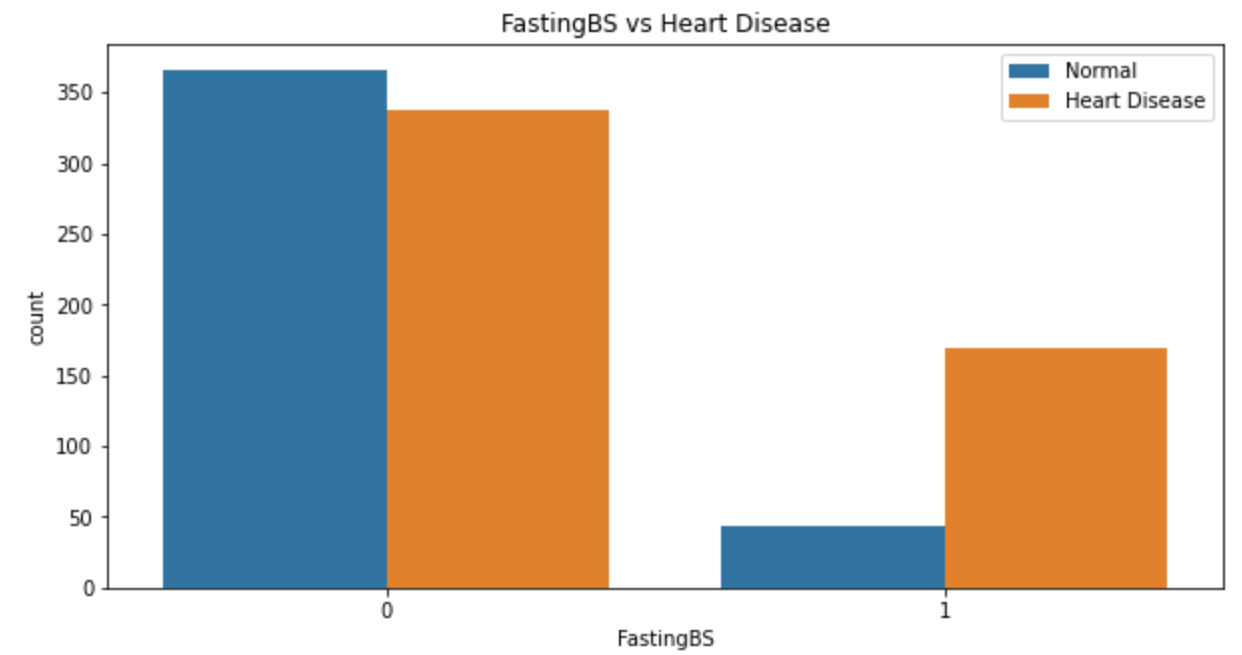 FastingBS vs Heart Disease
Normal
Heart Disease
350
300
250
200
150
100
50
0
count
0
1
FastingBS